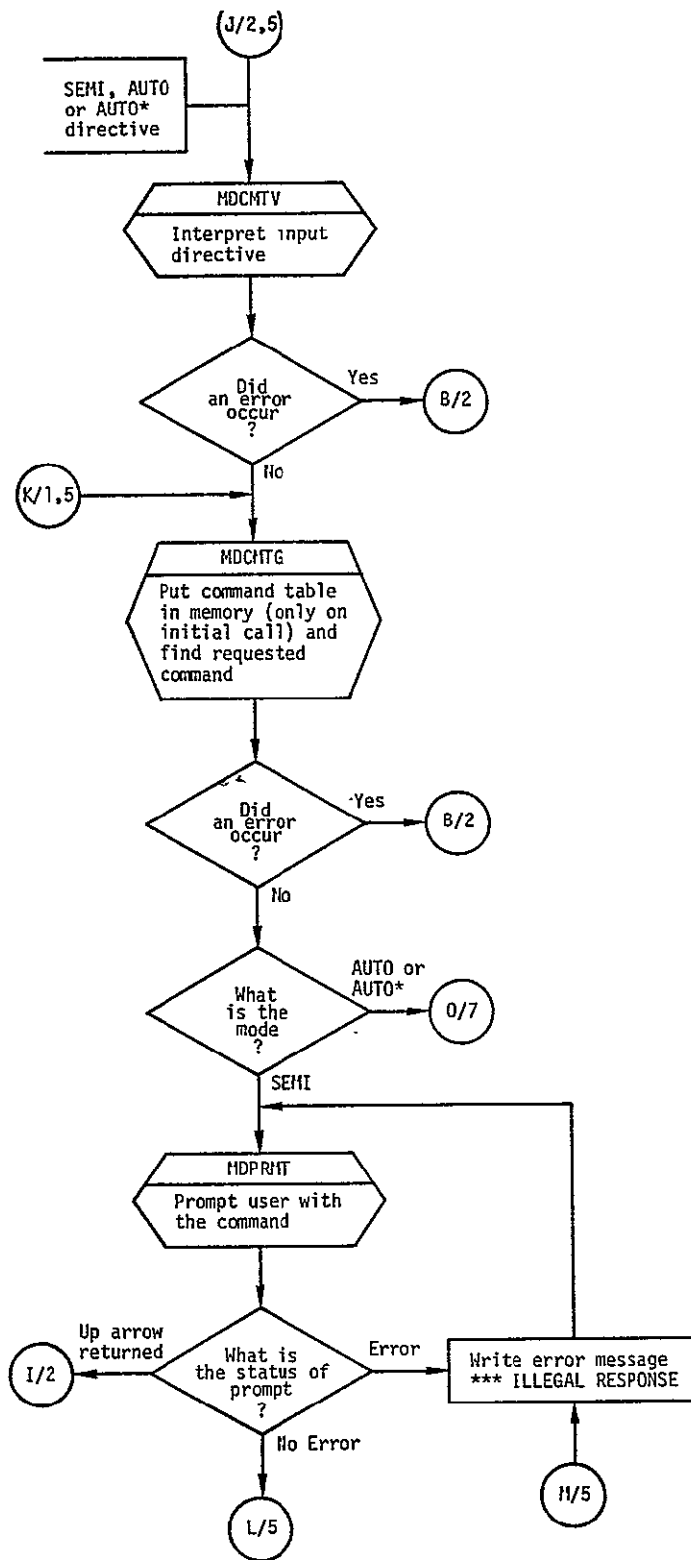 J/2,5
SEMI, AUTO
or AUTO*
directive
MDCMTV
Interpret input
directive
Did
an error
occur
?
Yes
B/2
No
K/1,5
MDCMTG
Put command table
in memory (only on
initial call) and
find requested
command
Did
an error
occur
?
Yes
B/2
No
What
is the
mode
?
AUTO or
AUTO*
O/7
SEMI
MDPRMT
Prompt user with
the command
Up arrow
returned
I/2
What is
the status of
prompt
?
Error
Write error message
*** ILLEGAL RESPONSE
No Error
L/5
M/5